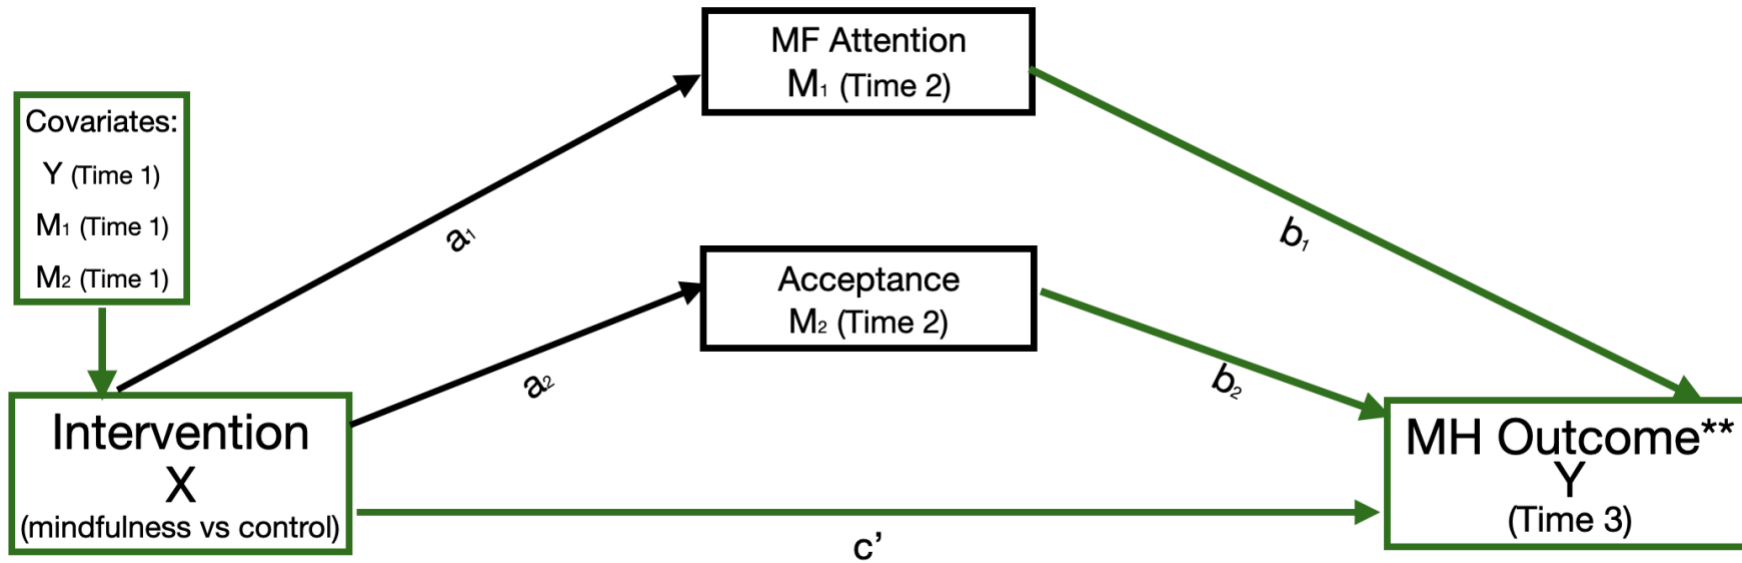 MF Attention
M₁ (Time 2)
Covariates:
Y (Time 1)
M₁ (Time 1)
M₂ (Time 1)
a₁
b₁
Acceptance
M₂ (Time 2)
a₂
b₂
Intervention
X
(mindfulness vs control)
c’
MH Outcome**
Y
(Time 3)